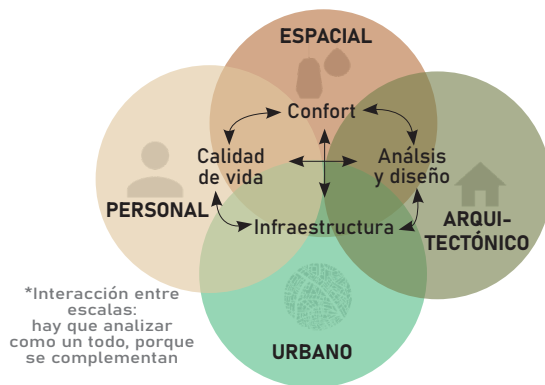 ESPACIAL
Confort
Calidad
de vida
Análsis
y diseño
PERSONAL
Infraestructura
ARQUI-
TECTÓNICO
*Interacción entre
escalas:
hay que analizar
como un todo, porque
se complementan
URBANO